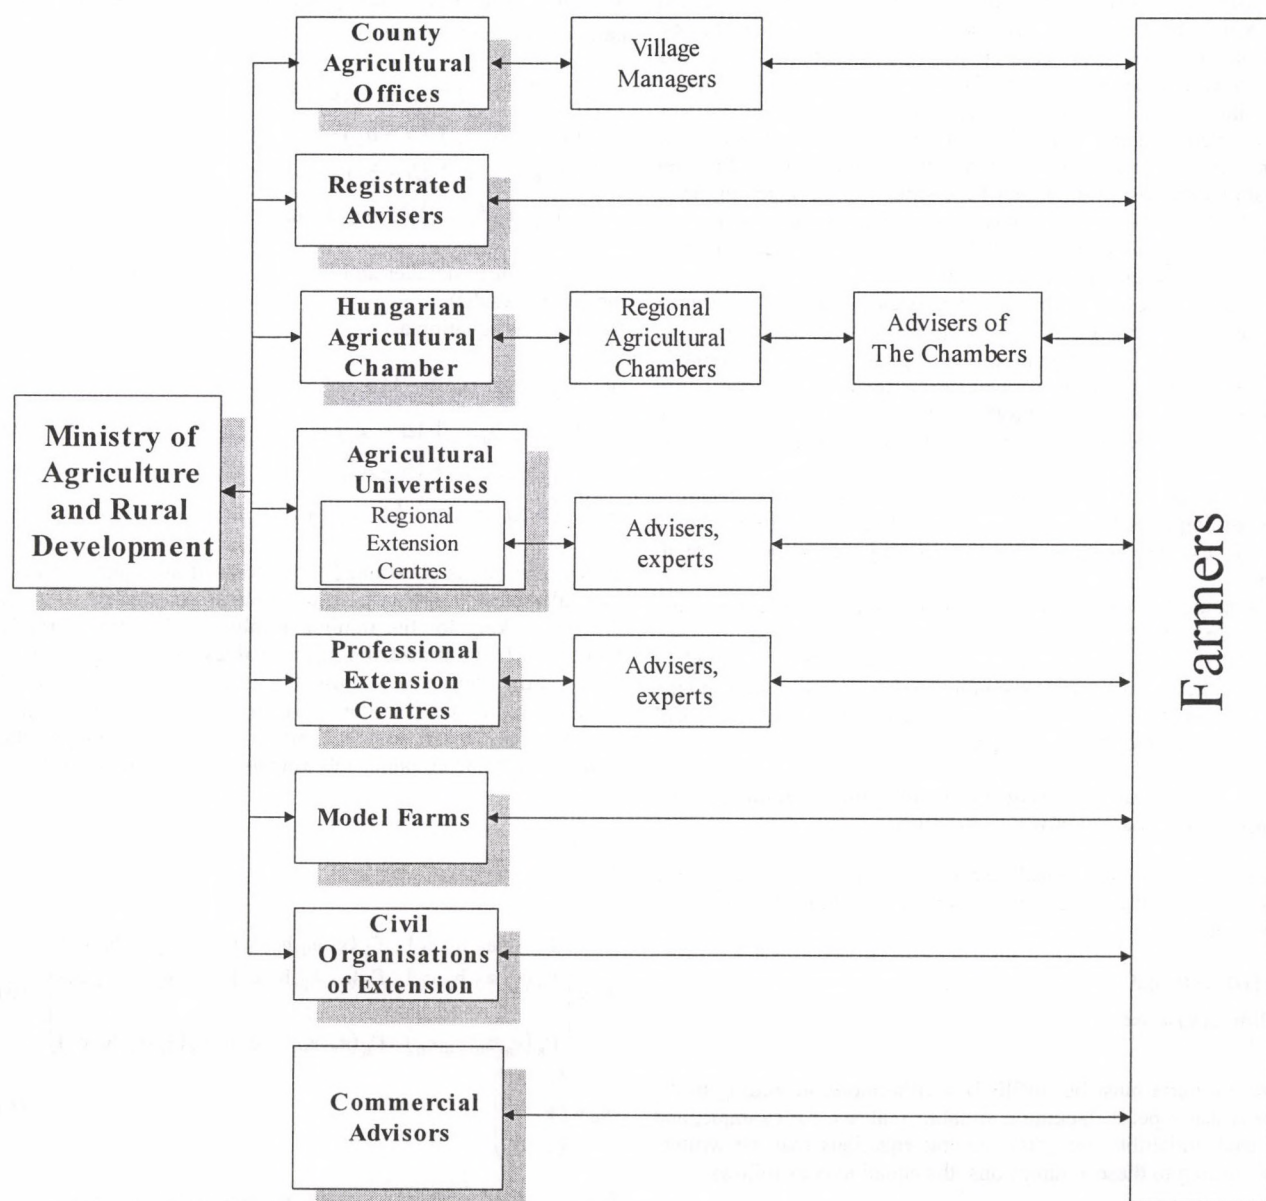 County
Agricultural
Offices
Village
Managers
Registrated
Advisers
Hungarian
Agricultural
Chamber
Regional
Agricultural
Chambers
Advisers of
The Chambers
Ministry of
Agriculture
and Rural
Development
Agricultural
Univertises
Regional
Extension
Centres
Advisers,
experts
Professional
Extension
Centres
Advisers,
experts
Model Farms
Civil
Organisations
of Extension
Commercial
Advisors
Farmers